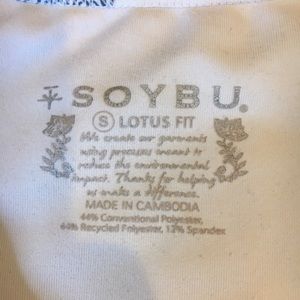 SOYBU.
S LOTUS FIT
We create our garments
using processes meant to
reduce the environmental
impact. Thanks for helping
us make a difference.
MADE IN CAMBODIA
44% Conventional Polyester,
44% Recycled Polyester, 12% Spandex